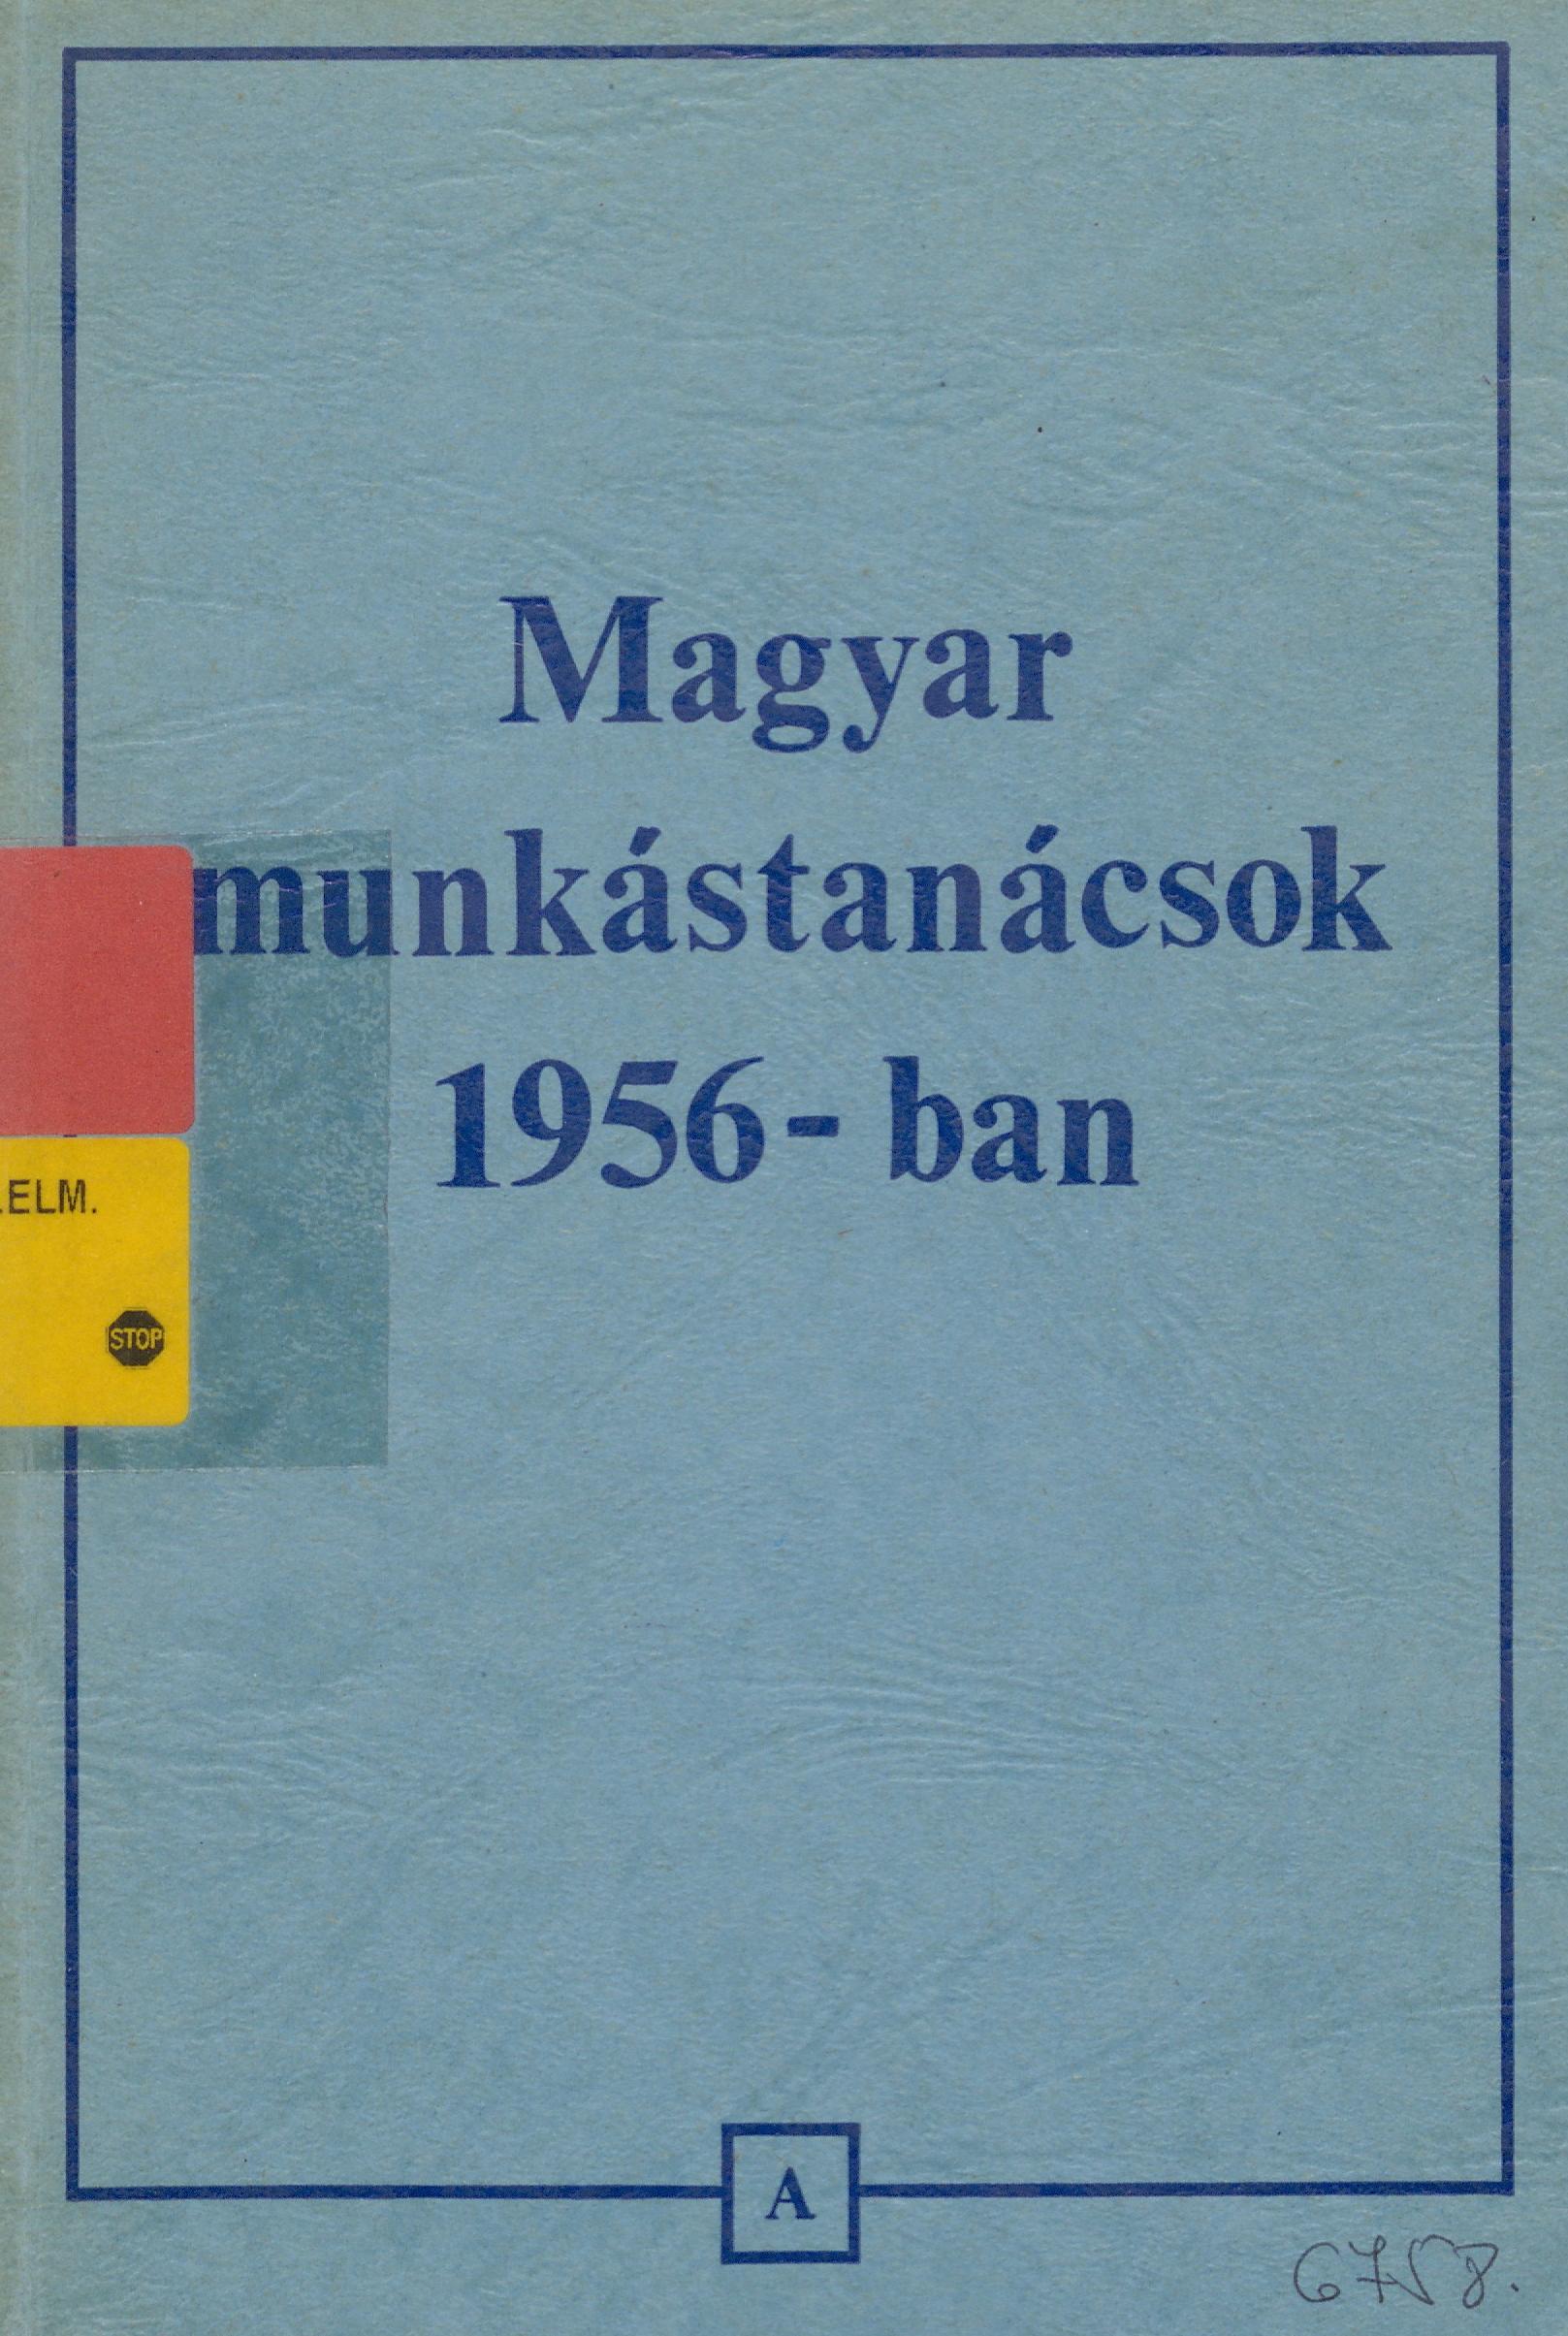 Magyar
munkástanácsok
1956-ban
.ELM.
STOP
A
6758.